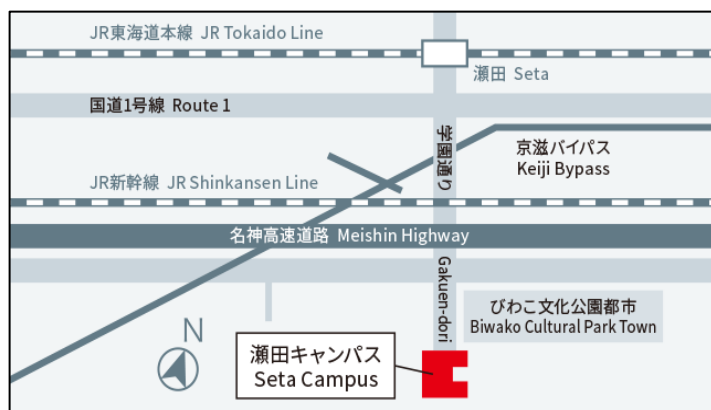 JR東海道本線 JR Tokaido Line
瀬田 Seta
国道1号線 Route 1
学園通り
京滋バイパス
Keiji Bypass
JR新幹線 JR Shinkansen Line
名神高速道路 Meishin Highway
Gakuen-dori
びわこ文化公園都市
Biwako Cultural Park Town
N
瀬田キャンパス
Seta Campus